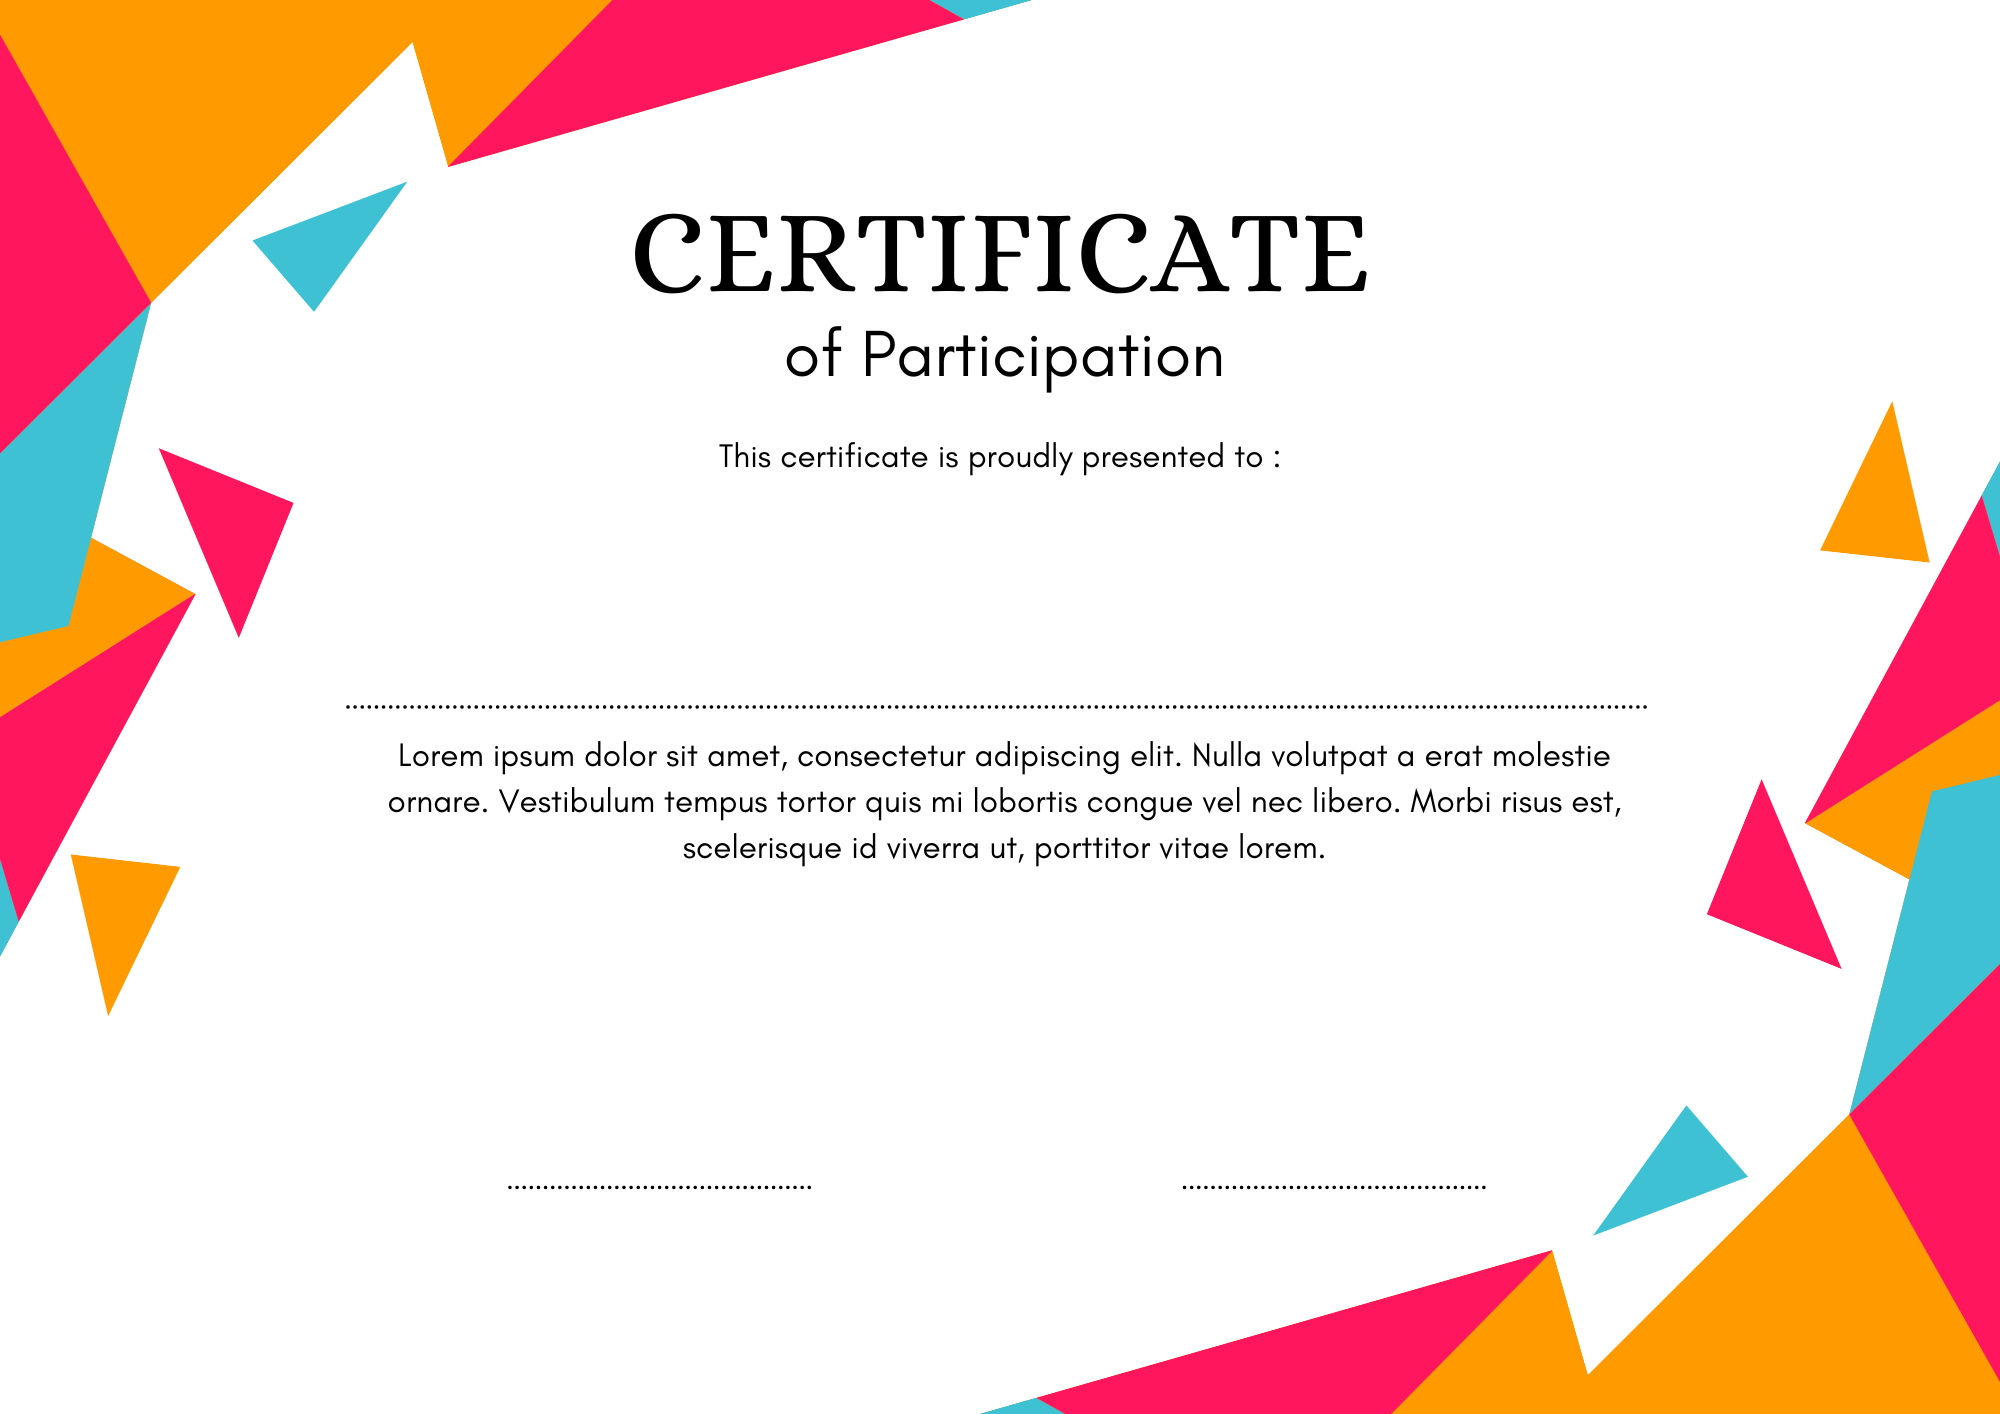 CERTIFICATE
of Participation
This certificate is proudly presented to :
Lorem ipsum dolor sit amet, consectetur adipiscing elit. Nulla volutpat a erat molestie
ornare. Vestibulum tempus tortor quis mi lobortis congue vel nec libero. Morbi risus est,
scelerisque id viverra ut, porttitor vitae lorem.